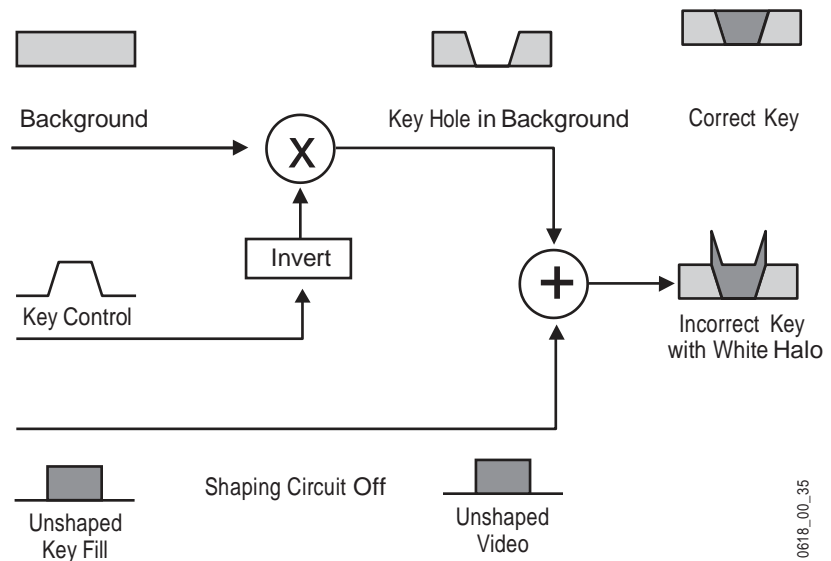 Background
Key Hole in Background
Correct Key
X
Invert
Key Control
+
Incorrect Key
with White Halo
Shaping Circuit Off
Unshaped
Key Fill
Unshaped
Video
0618_00_35